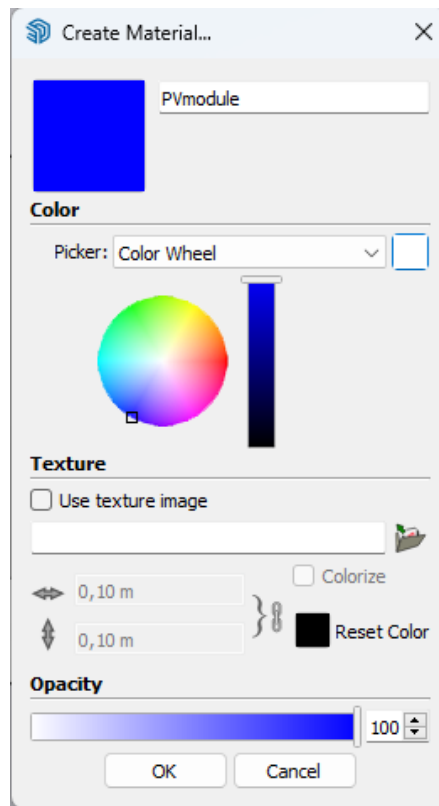 Create Material...
PVmodule
Color
Picker: Color Wheel
Texture
Use texture image
0,10 m
Colorize
0,10 m
Reset Color
Opacity
100
OK Cancel